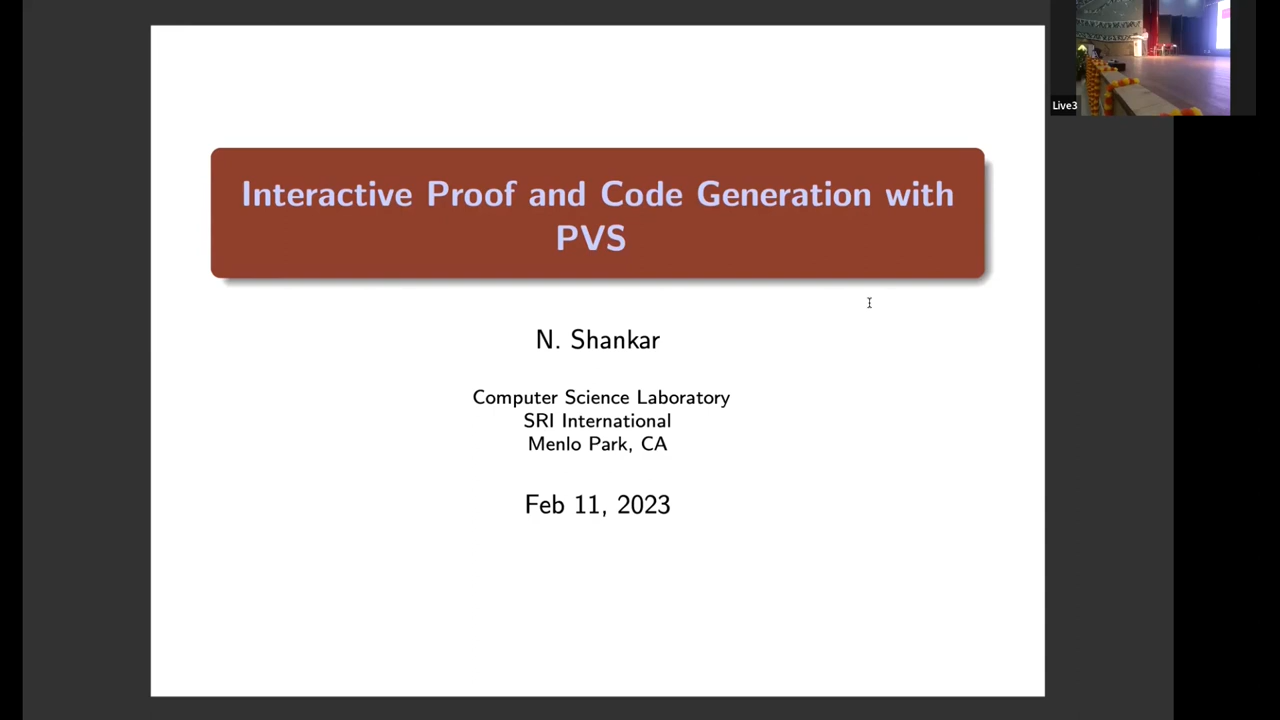 Live3
Interactive Proof and Code Generation with
PVS
N. Shankar
Computer Science Laboratory
SRI International
Menlo Park, CA
Feb 11, 2023